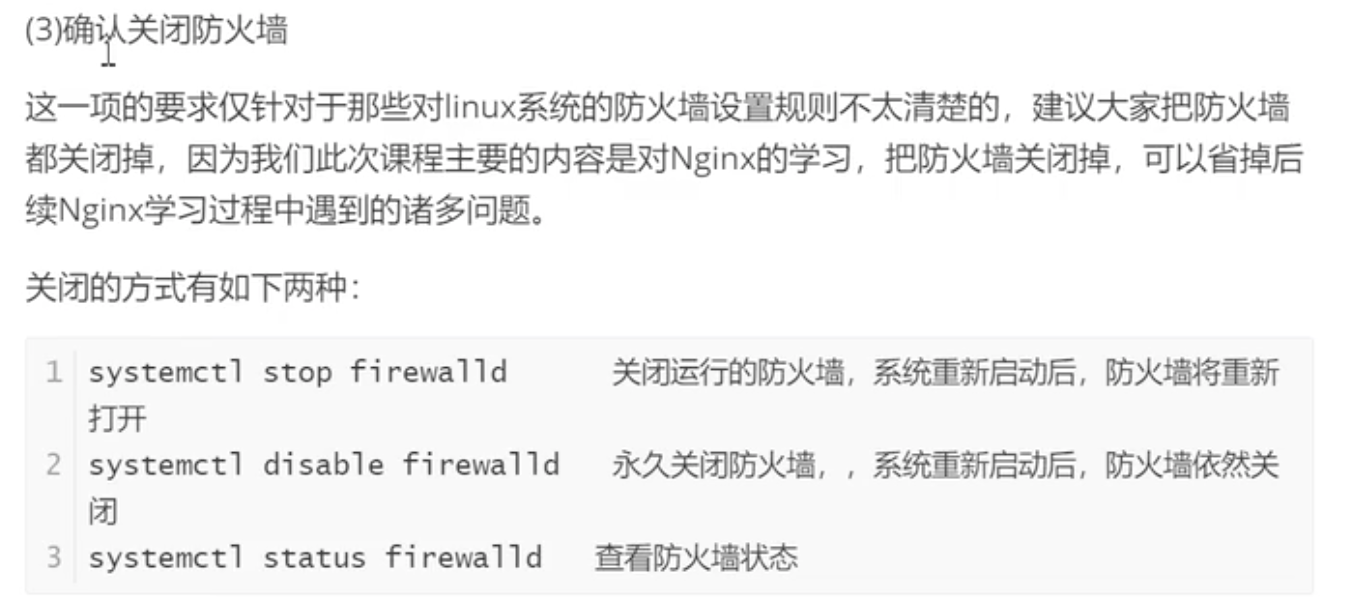 (3)确认关闭防火墙
这一项的要求仅针对于那些对linux系统的防火墙设置规则不太清楚的，建议大家把防火墙
都关闭掉，因为我们此次课程主要的内容是对Nginx的学习，把防火墙关闭掉，可以省掉后
续Nginx学习过程中遇到的诸多问题。
关闭的方式有如下两种：
1 systemctl stop firewalld 关闭运行的防火墙，系统重新启动后，防火墙将重新
打开
2 systemctl disable firewalld 永久关闭防火墙，，系统重新启动后，防火墙依然关
闭
3 systemctl status firewalld 查看防火墙状态